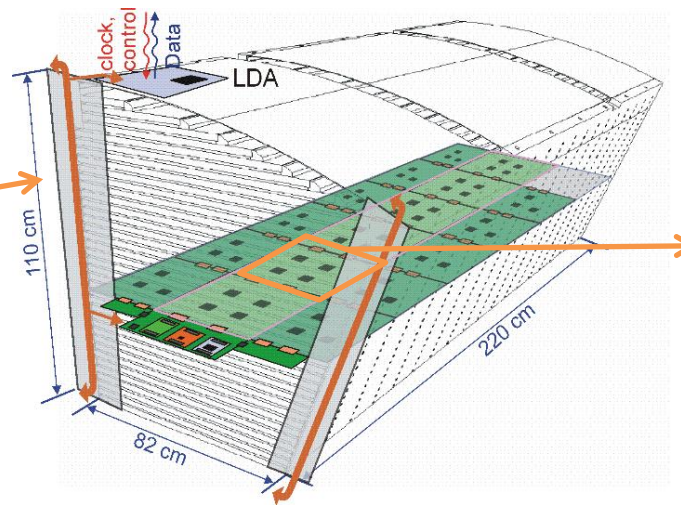 clock,
control
Data
LDA
110 cm
82 cm
220 cm